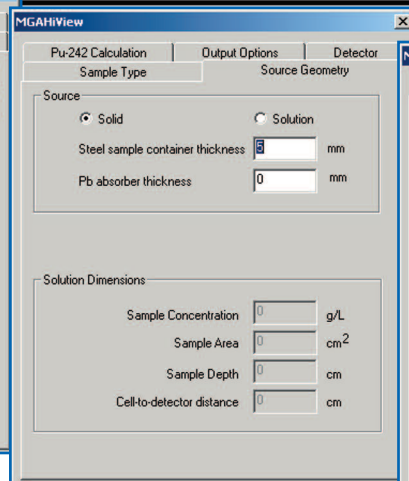 MGAHiView
Pu-242 Calculation Output Options Detector
Sample Type Source Geometry
Source
Solid Solution
Steel sample container thickness 5 mm
Pb absorber thickness 0 mm
Solution Dimensions
Sample Concentration 0 g/L
Sample Area 0 cm2
Sample Depth 0 cm
Cell-to-detector distance 0 cm